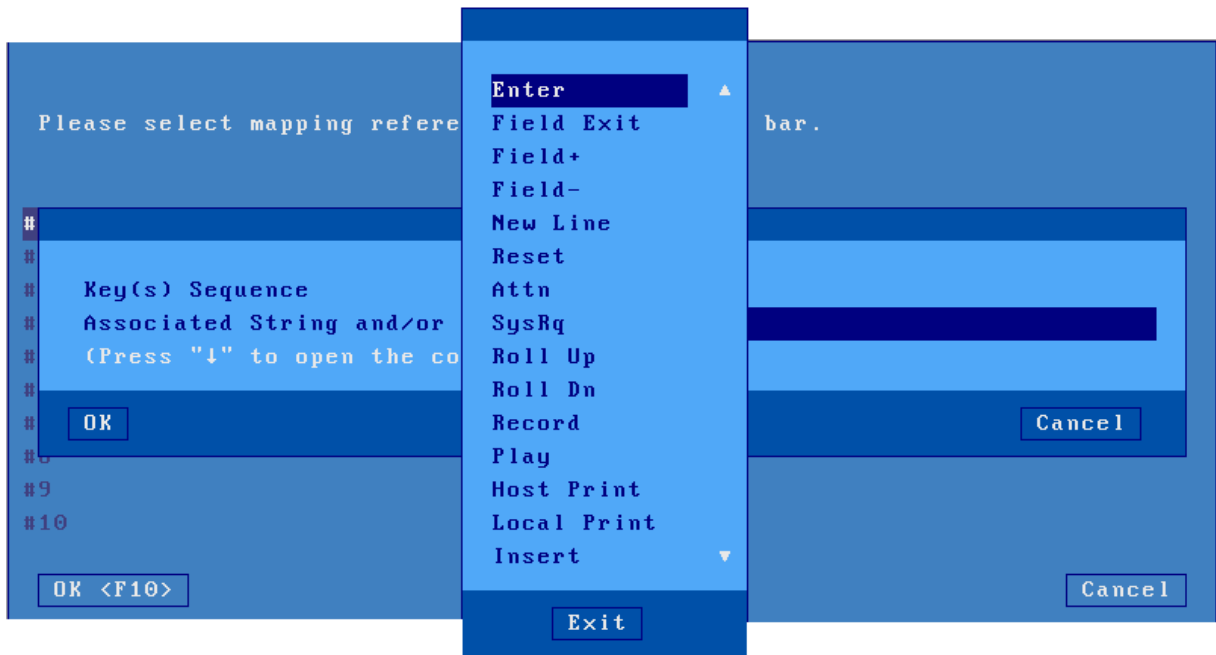 Enter ▲
Please select mapping refere Field Exit bar.
Field+
Field-
# New Line
# Reset
# Key(s) Sequence Attn
# Associated String and/or SysRq
# (Press "↓" to open the co Roll Up
# Roll Dn
# OK Record Cancel
# Play
#9 Host Print
#10 Local Print
Insert ▼
OK <F10> Cancel
Exit